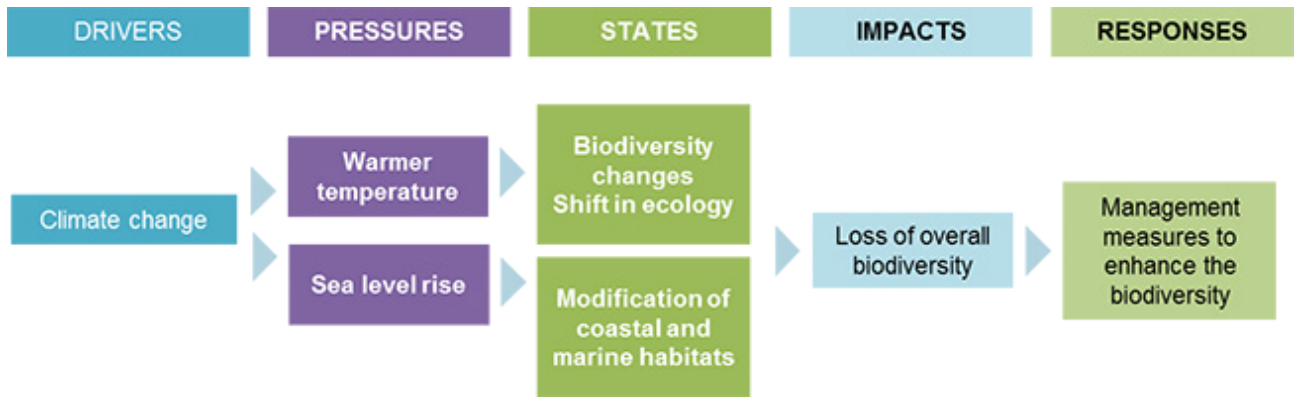 DRIVERS
PRESSURES
STATES
IMPACTS
RESPONSES
Climate change
Warmer
temperature
Sea level rise
Biodiversity
changes
Shift in ecology
Modification of
coastal and
marine habitats
Loss of overall
biodiversity
Management
measures to
enhance the
biodiversity